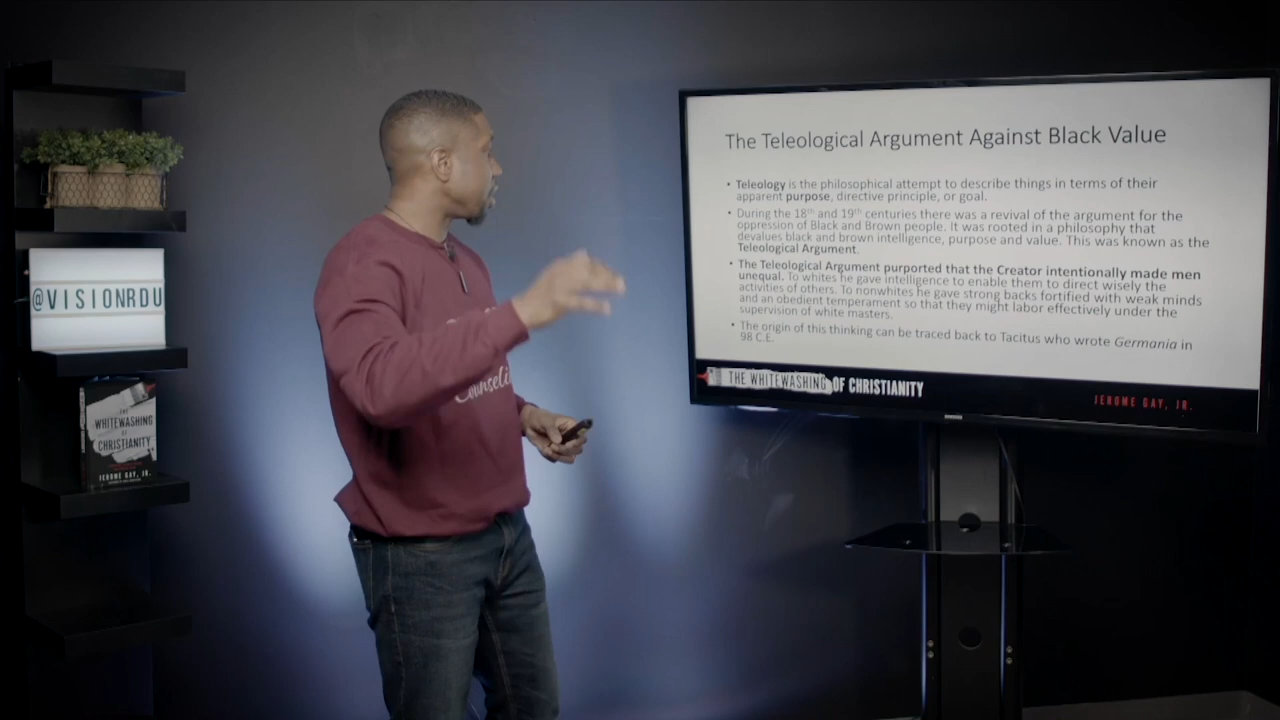 The Teleological Argument Against Black Value
• Teleology is the philosophical attempt to describe things in terms of their
apparent purpose, directive principle, or goal.
• During the 18th and 19th centuries there was a revival of the argument for the
oppression of Black and Brown people. It was rooted in a philosophy that
devalues black and brown intelligence, purpose and value. This was known as the
Teleological Argument.
• The Teleological Argument purported that the Creator intentionally made men
unequal. To whites he gave intelligence to enable them to direct wisely the
activities of others. To nonwhites he gave strong backs fortified with weak minds
and an obedient temperament so that they might labor effectively under the
supervision of white masters.
• The origin of this thinking can be traced back to Tacitus who wrote Germania in
98 C.E.
THE WHITEWASHING OF CHRISTIANITY
JEROME GAY, JR.
@VISIONRDU
THE
WHITEWASHING
OF
CHRISTIANITY
JEROME GAY, JR.